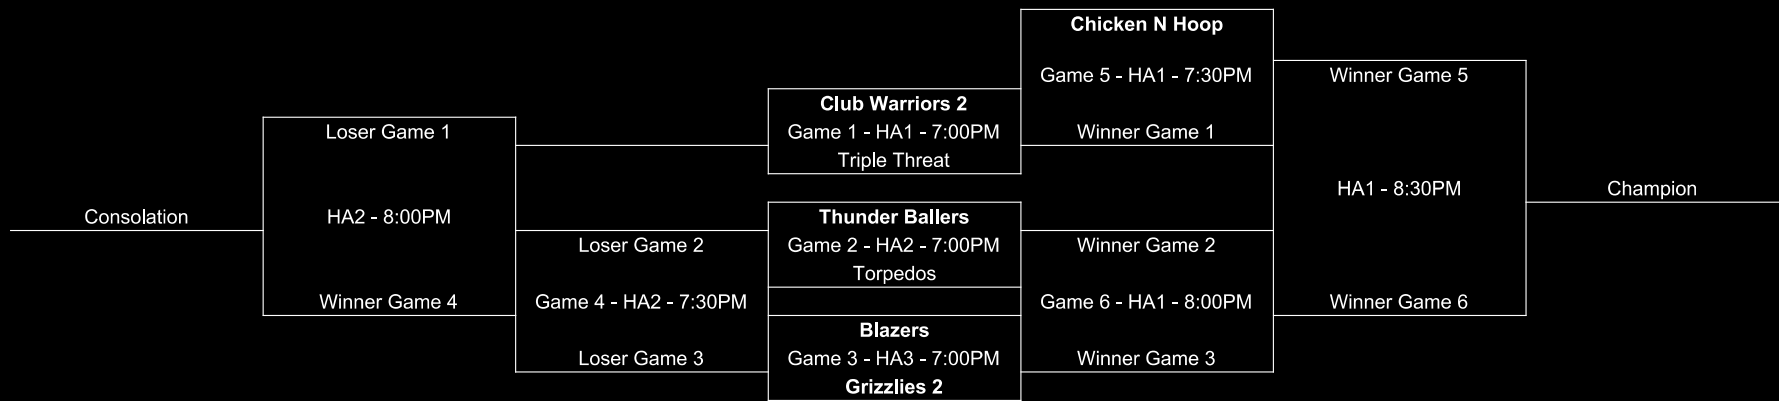 Chicken N Hoop
Game 5 - HA1 - 7:30PM
Winner Game 5
Club Warriors 2
Loser Game 1
Game 1 - HA1 - 7:00PM
Winner Game 1
Triple Threat
HA1 - 8:30PM
Champion
Consolation
HA2 - 8:00PM
Thunder Ballers
Loser Game 2
Game 2 - HA2 - 7:00PM
Winner Game 2
Torpedos
Winner Game 4
Game 4 - HA2 - 7:30PM
Game 6 - HA1 - 8:00PM
Winner Game 6
Blazers
Loser Game 3
Game 3 - HA3 - 7:00PM
Winner Game 3
Grizzlies 2